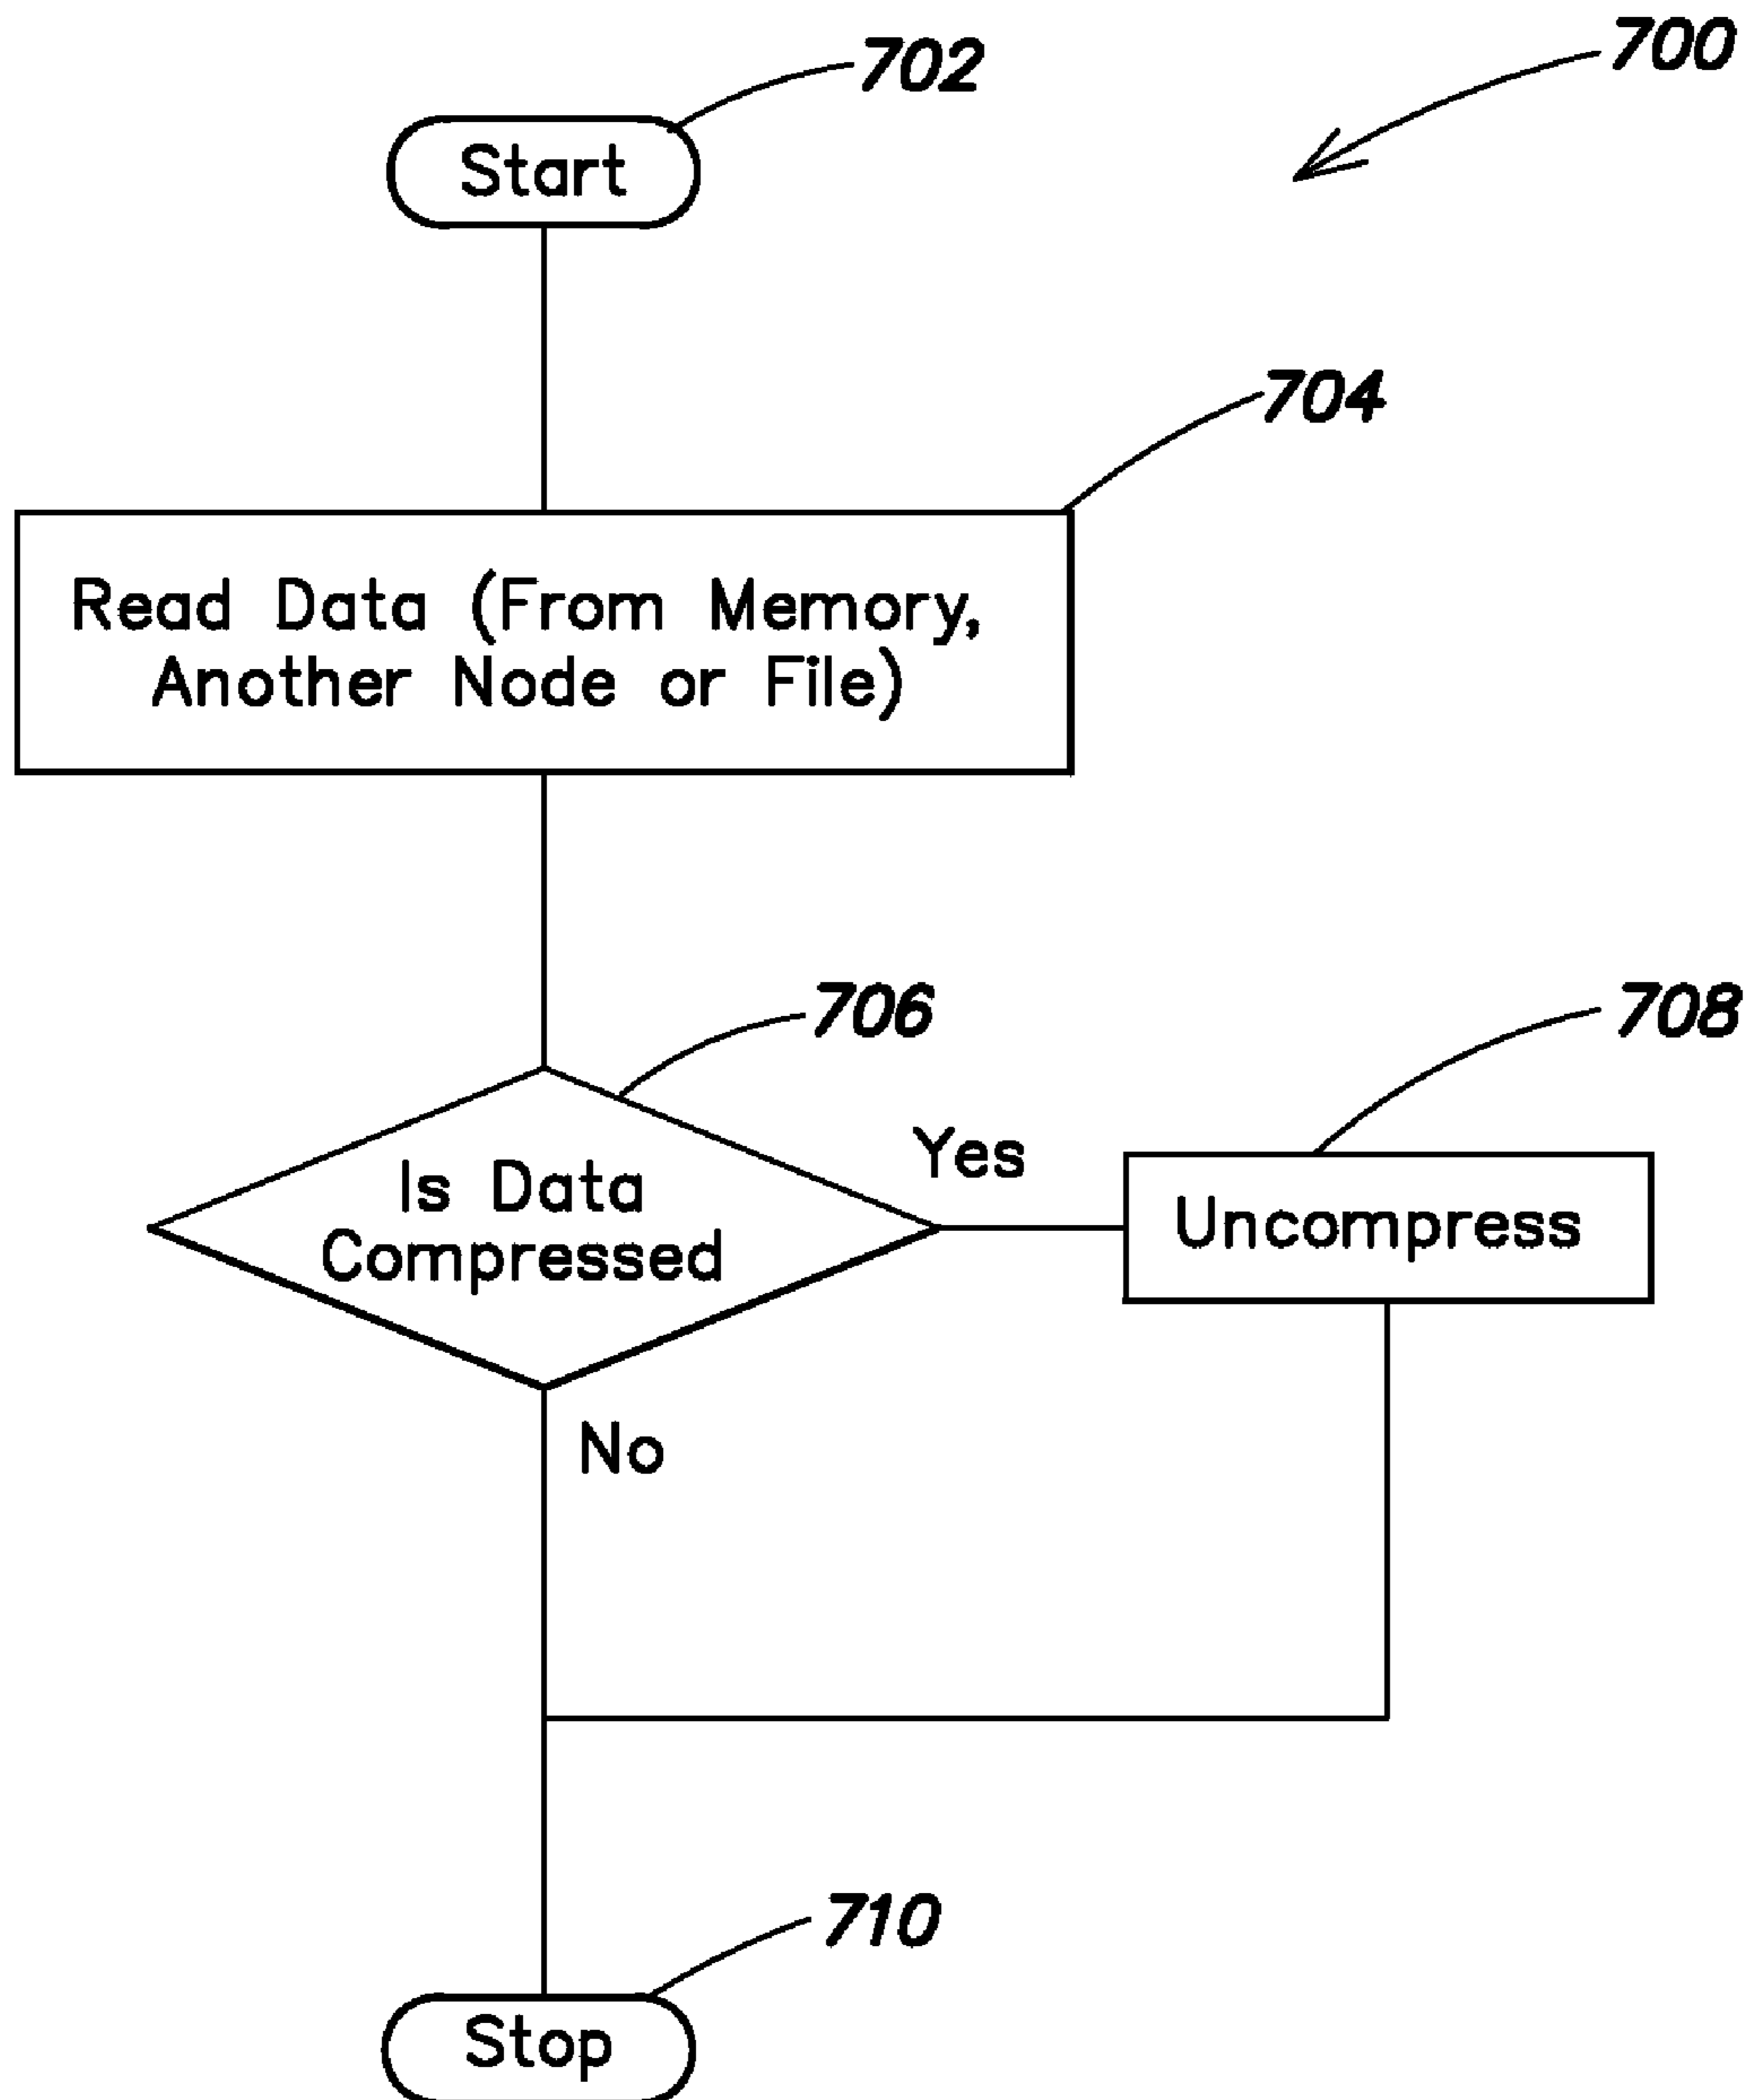 700
702
Start
704
Read Data (From Memory,
Another Node or File)
706
708
Is Data
Compressed
Yes
Uncompress
No
710
Stop